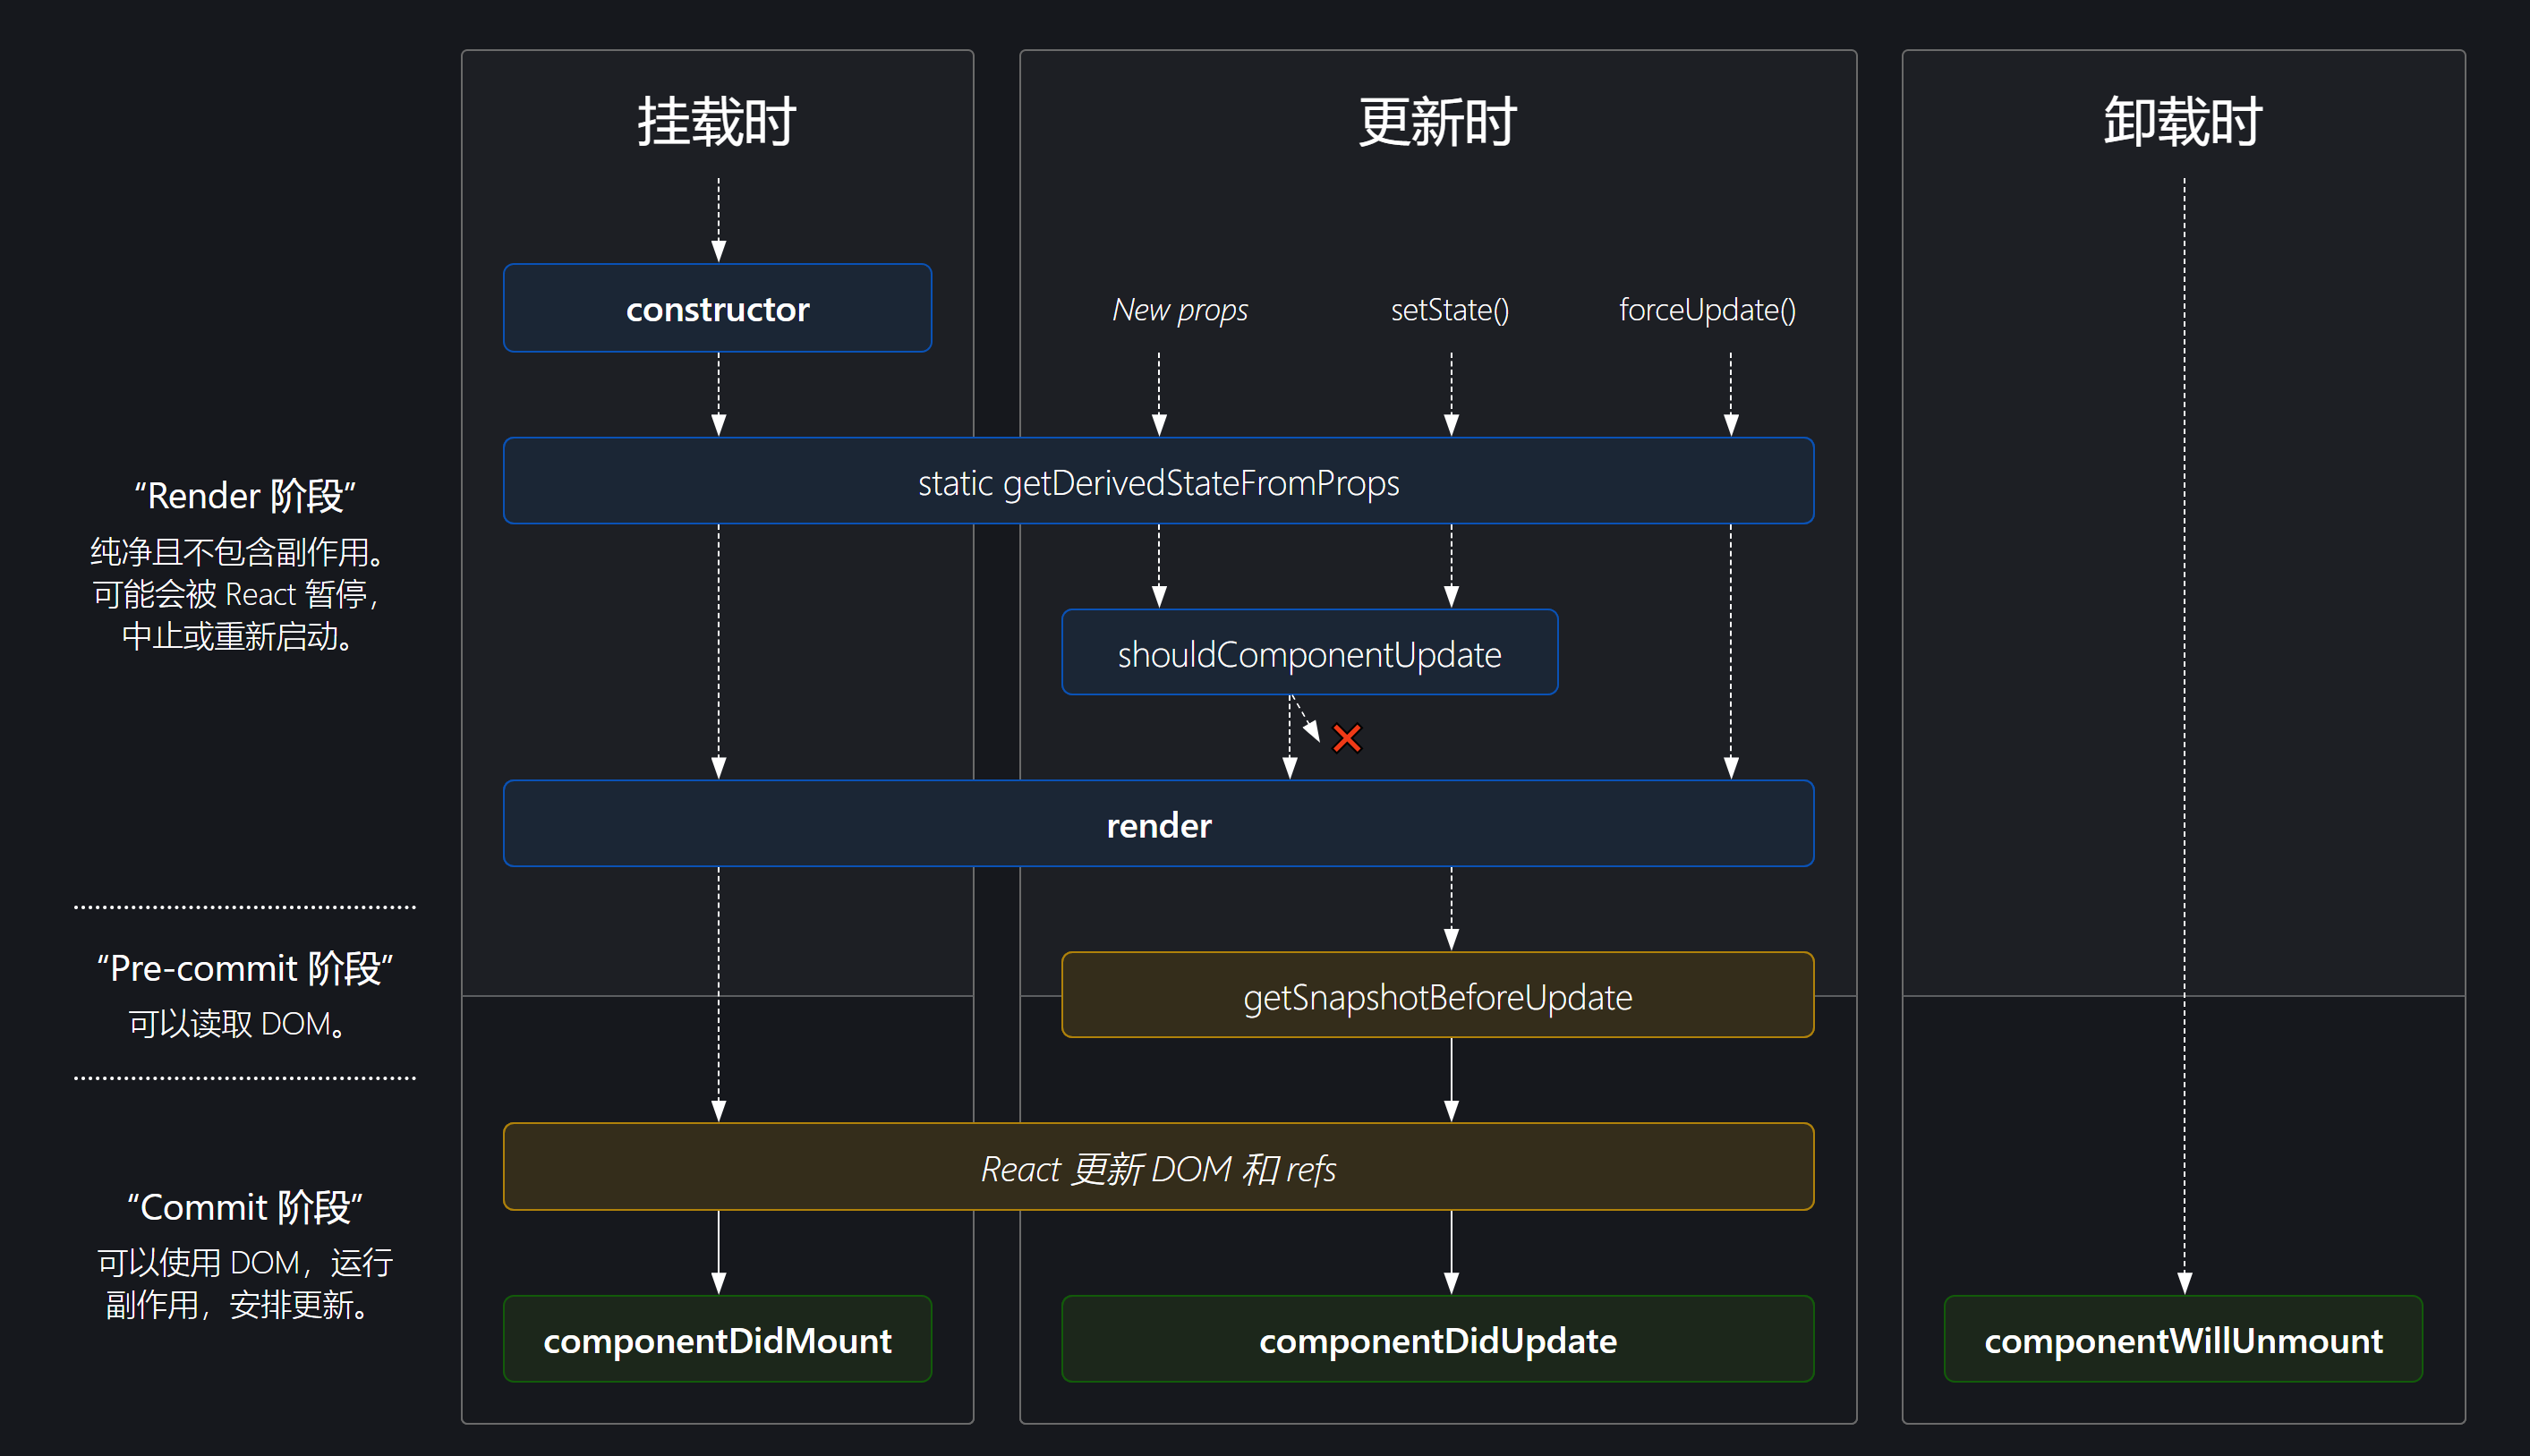 挂载时
更新时
卸载时
constructor
New props
setState()
forceUpdate()
static getDerivedStateFromProps
“Render 阶段”
纯净且不包含副作用。
可能会被 React 暂停，
中止或重新启动。
shouldComponentUpdate
render
“Pre-commit 阶段”
可以读取 DOM。
getSnapshotBeforeUpdate
React 更新 DOM 和 refs
“Commit 阶段”
可以使用 DOM，运行
副作用，安排更新。
componentDidMount
componentDidUpdate
componentWillUnmount